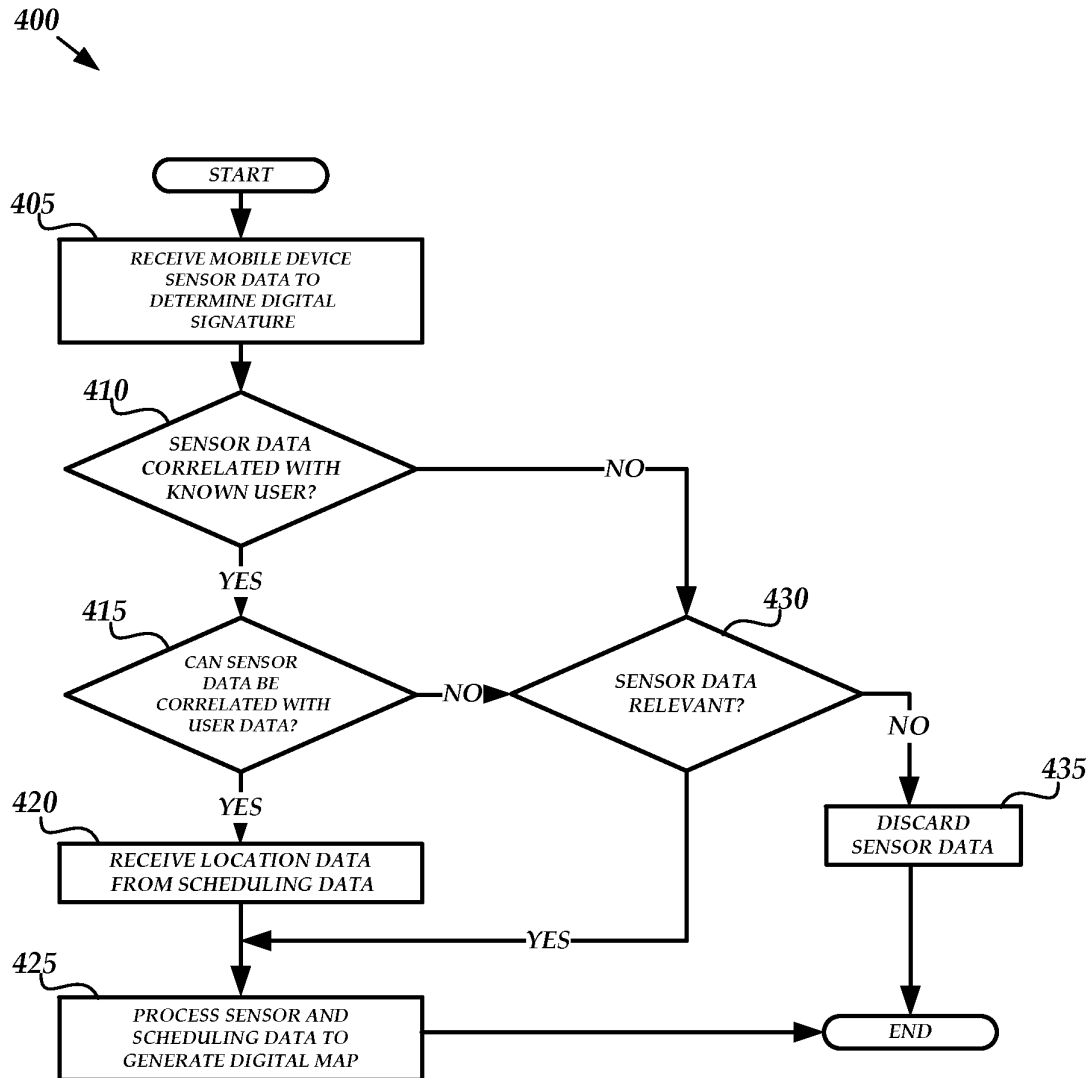 400
START
405
RECEIVE MOBILE DEVICE
SENSOR DATA TO
DETERMINE DIGITAL
SIGNATURE
410
SENSOR DATA
CORRELATED WITH
KNOWN USER?
NO
YES
415
CAN SENSOR
DATA BE
CORRELATED WITH
USER DATA?
NO
430
SENSOR DATA
RELEVANT?
NO
YES
420
RECEIVE LOCATION DATA
FROM SCHEDULING DATA
435
DISCARD
SENSOR DATA
YES
425
PROCESS SENSOR AND
SCHEDULING DATA TO
GENERATE DIGITAL MAP
END